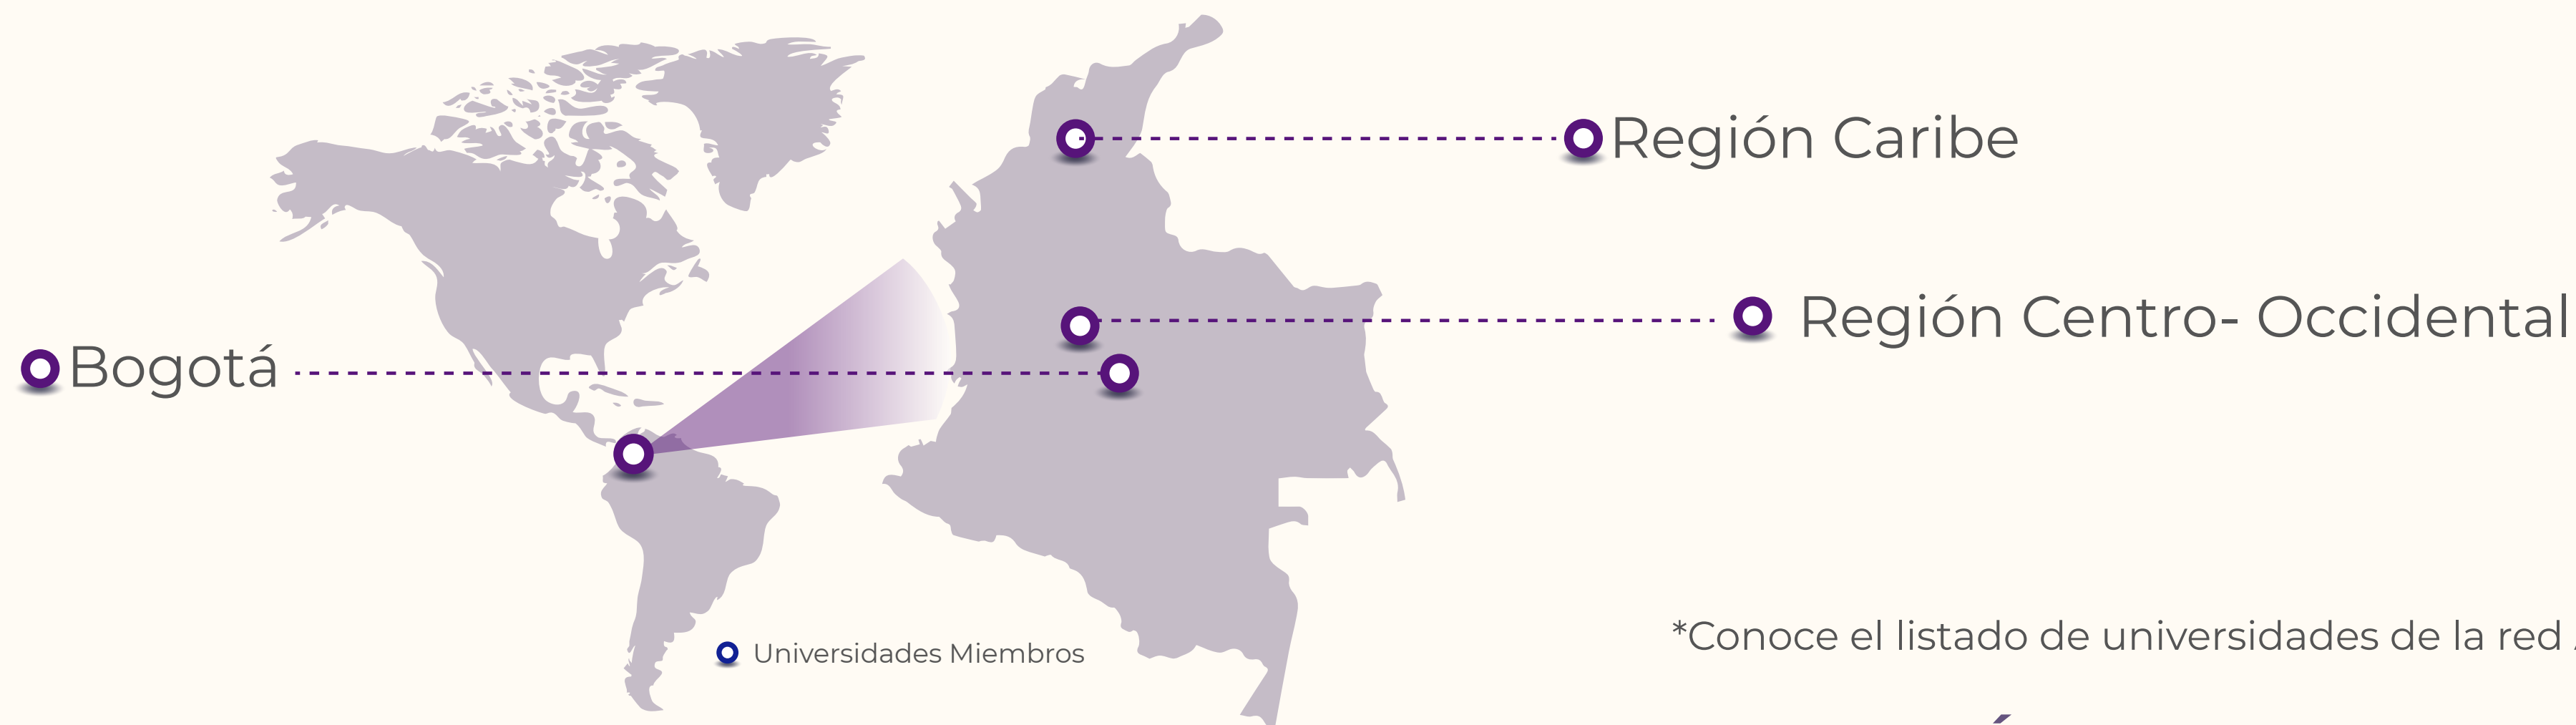 Región Caribe
Región Centro- Occidental
Bogotá
*Conoce el listado de universidades de la red
Universidades Miembros